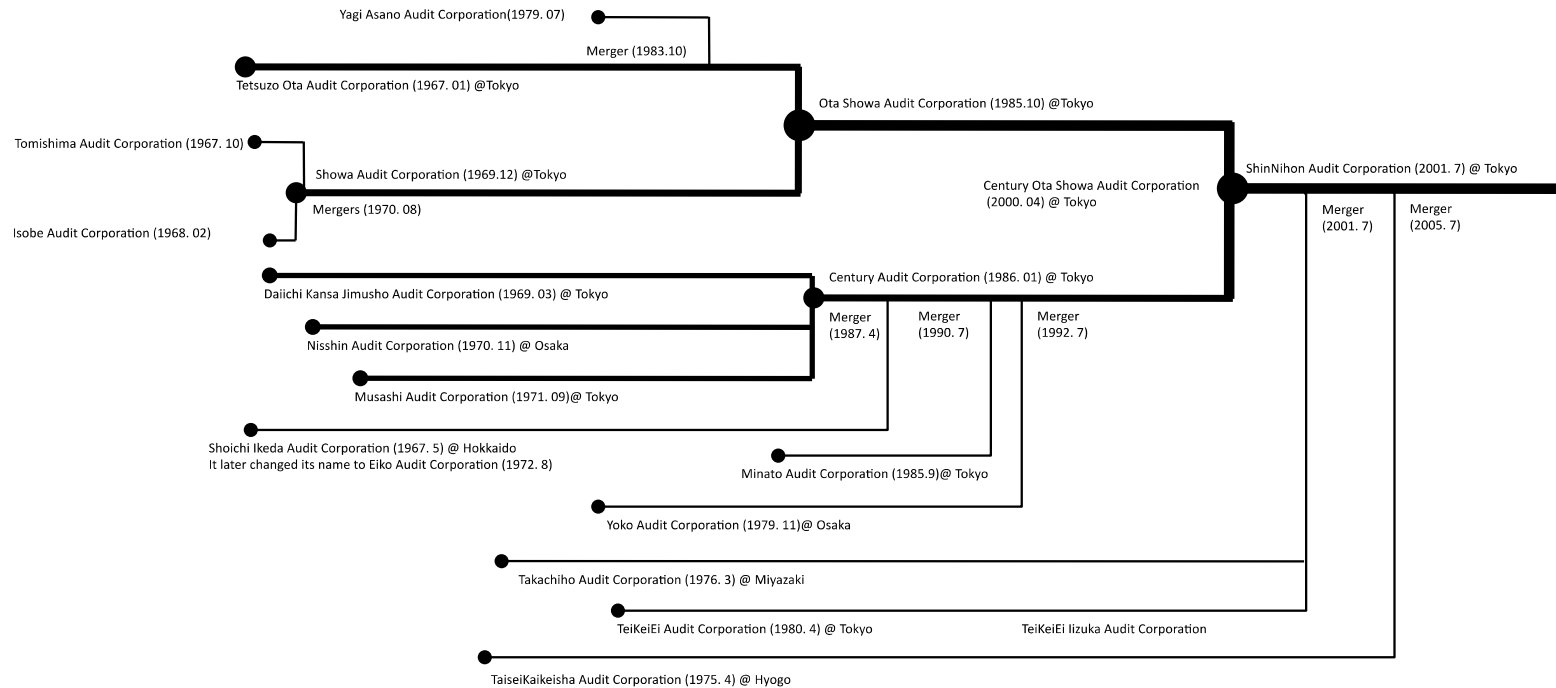 Yagi Asano Audit Corporation(1979. 07)
Merger (1983.10)
Tetsuzo Ota Audit Corporation (1967. 01) @Tokyo
Ota Showa Audit Corporation (1985.10) @Tokyo
Tomishima Audit Corporation (1967. 10)
Showa Audit Corporation (1969.12) @Tokyo
Mergers (1970. 08)
Isobe Audit Corporation (1968. 02)
ShinNihon Audit Corporation (2001. 7) @ Tokyo
Century Ota Showa Audit Corporation
(2000. 04) @ Tokyo
Merger
(2001. 7)
Merger
(2005. 7)
Daiichi Kansa Jimusho Audit Corporation (1969. 03) @ Tokyo
Century Audit Corporation (1986. 01) @ Tokyo
Merger
(1987. 4)
Merger
(1990. 7)
Merger
(1992. 7)
Nisshin Audit Corporation (1970. 11) @ Osaka
Musashi Audit Corporation (1971. 09)@ Tokyo
Shoichi Ikeda Audit Corporation (1967. 5) @ Hokkaido
It later changed its name to Eiko Audit Corporation (1972. 8)
Minato Audit Corporation (1985.9)@ Tokyo
Yoko Audit Corporation (1979. 11)@ Osaka
Takachiho Audit Corporation (1976. 3) @ Miyazaki
TeiKeiEi Audit Corporation (1980. 4) @ Tokyo
TeiKeiEi Iizuka Audit Corporation
TaiseiKaikeisha Audit Corporation (1975. 4) @ Hyogo